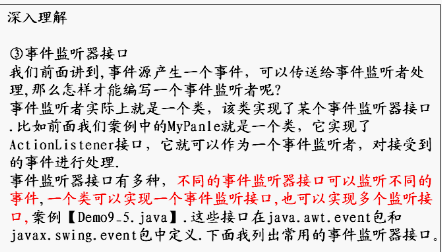 深入理解
③事件监听器接口
我们前面讲到,事件源产生一个事件，可以传送给事件监听者处
理,那么怎样才能编写一个事件监听者呢?
事件监听者实际上就是一个类，该类实现了某个事件监听器接口
.比如前面我们案例中的MyPanle就是一个类，它实现了
ActionListener接口，它就可以作为一个事件监听者，对接受到
的事件进行处理.
事件监听器接口有多种，不同的事件监听器接口可以监听不同的
事件,一个类可以实现一个事件监听接口,也可以实现多个监听接
口,案例【Demo9_5.java】.这些接口在java.awt.event包和
javax.swing.event包中定义.下面我列出常用的事件监听器接口.